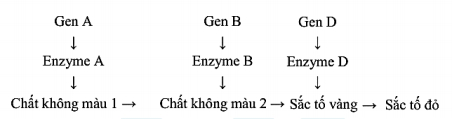 Gen A Gen B Gen D
↓ ↓ ↓
Enzyme A Enzyme B Enzyme D
↓ ↓ ↓
Chất không màu 1 → Chất không màu 2 → Sắc tố vàng → Sắc tố đỏ